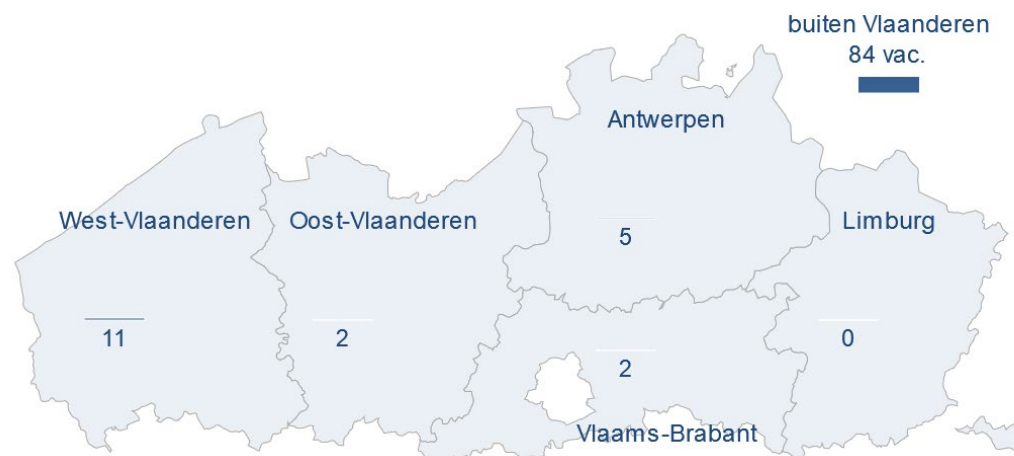 buiten Vlaanderen
84 vac.
Antwerpen
5
West-Vlaanderen
11
Oost-Vlaanderen
2
Limburg
0
2
Vlaams-Brabant